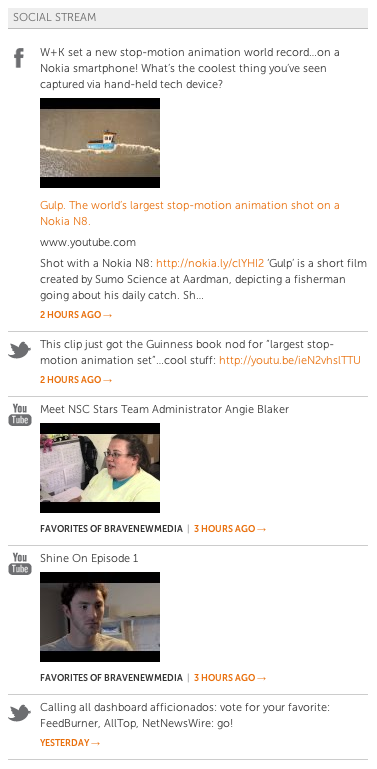 SOCIAL STREAM
W+K set a new stop-motion animation world record...on a
Nokia smartphone! What's the coolest thing you've seen
captured via hand-held tech device?
Gulp. The world's largest stop-motion animation shot on a
Nokia N8.
www.youtube.com
Shot with a Nokia N8: http://nokia.ly/clYHI2 'Gulp' is a short film
created by Sumo Science at Aardman, depicting a fisherman
going about his daily catch. Sh...
2 HOURS AGO →
This clip just got the Guinness book nod for "largest stop-
motion animation set"...cool stuff: http://youtu.be/ieN2vhslTTU
2 HOURS AGO →
You
Tube
Meet NSC Stars Team Administrator Angie Blaker
FAVORITES OF BRAVENEWMEDIA | 3 HOURS AGO →
You
Tube
Shine On Episode 1
FAVORITES OF BRAVENEWMEDIA | 3 HOURS AGO →
Calling all dashboard afficionados: vote for your favorite:
FeedBurner, AllTop, NetNewsWire: go!
YESTERDAY →